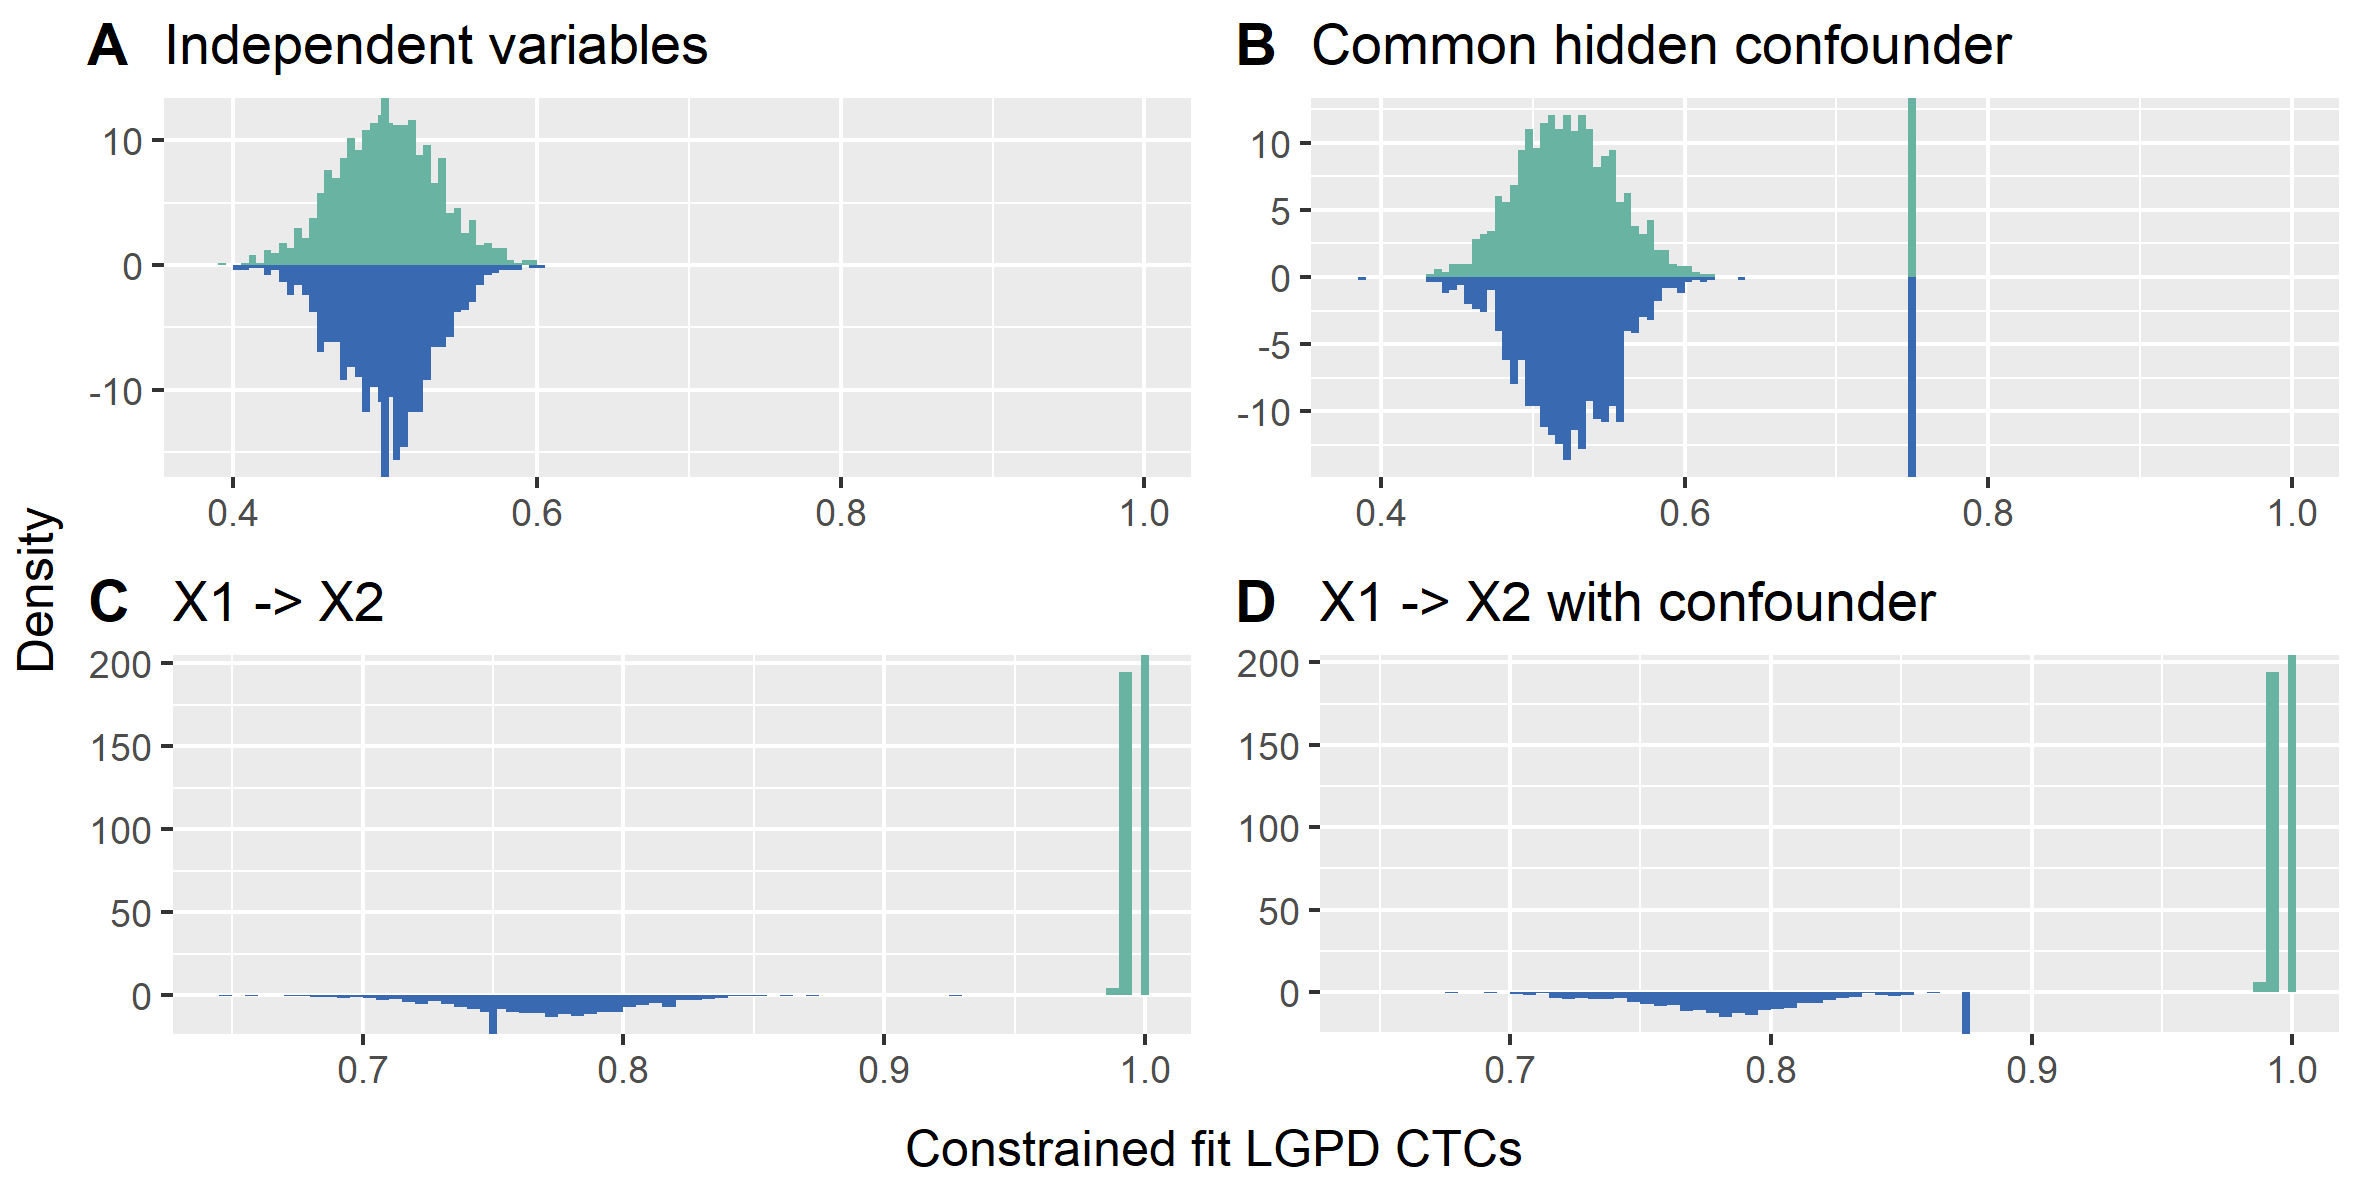 A Independent variables
10
0
-10
0.4 0.6 0.8 1.0
B Common hidden confounder
10
5
0
-5
-10
0.4 0.6 0.8 1.0
Density
C X1 -> X2
200
150
100
50
0
0.7 0.8 0.9 1.0
D X1 -> X2 with confounder
200
150
100
50
0
0.7 0.8 0.9 1.0
Constrained fit LGPD CTCs